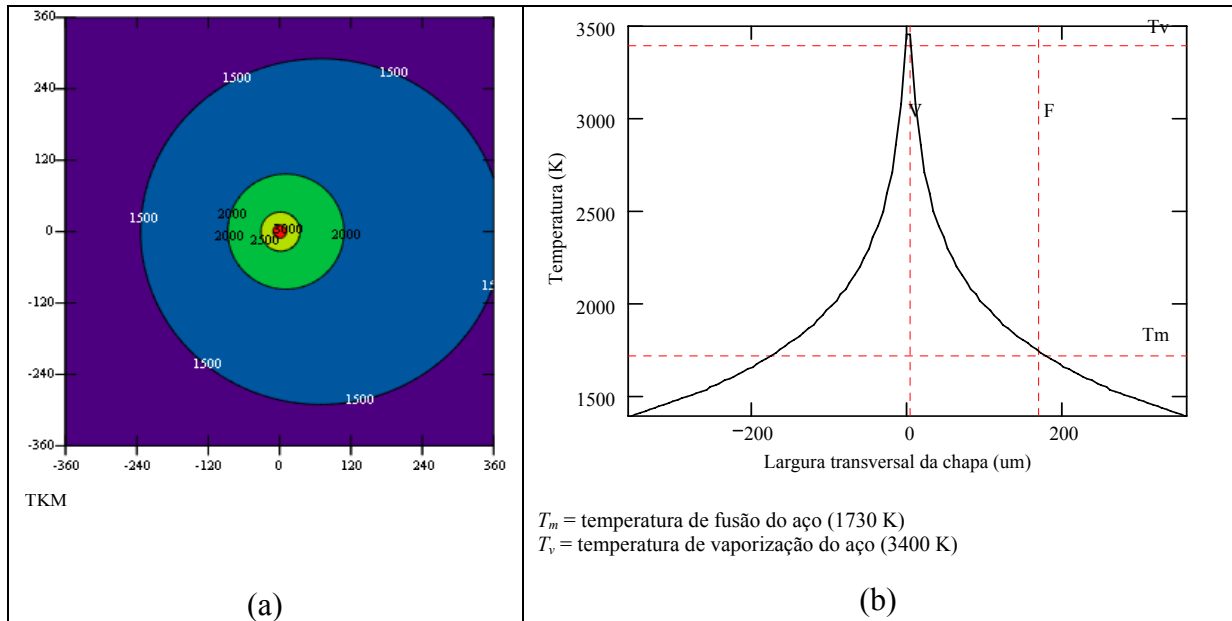 360
240
120
0
-120
-240
-360
-360 -240 -120 0 120 240 360
1500 1500
1500
2000
2000 2500 3000 2000
1500 1500
TKM
(a)
3500
3000
2500
2000
1500
Temperatura (K)
Tv
V F
Tm
−200 0 200
Largura transversal da chapa (um)
Tm = temperatura de fusão do aço (1730 K)
Tv = temperatura de vaporização do aço (3400 K)
(b)